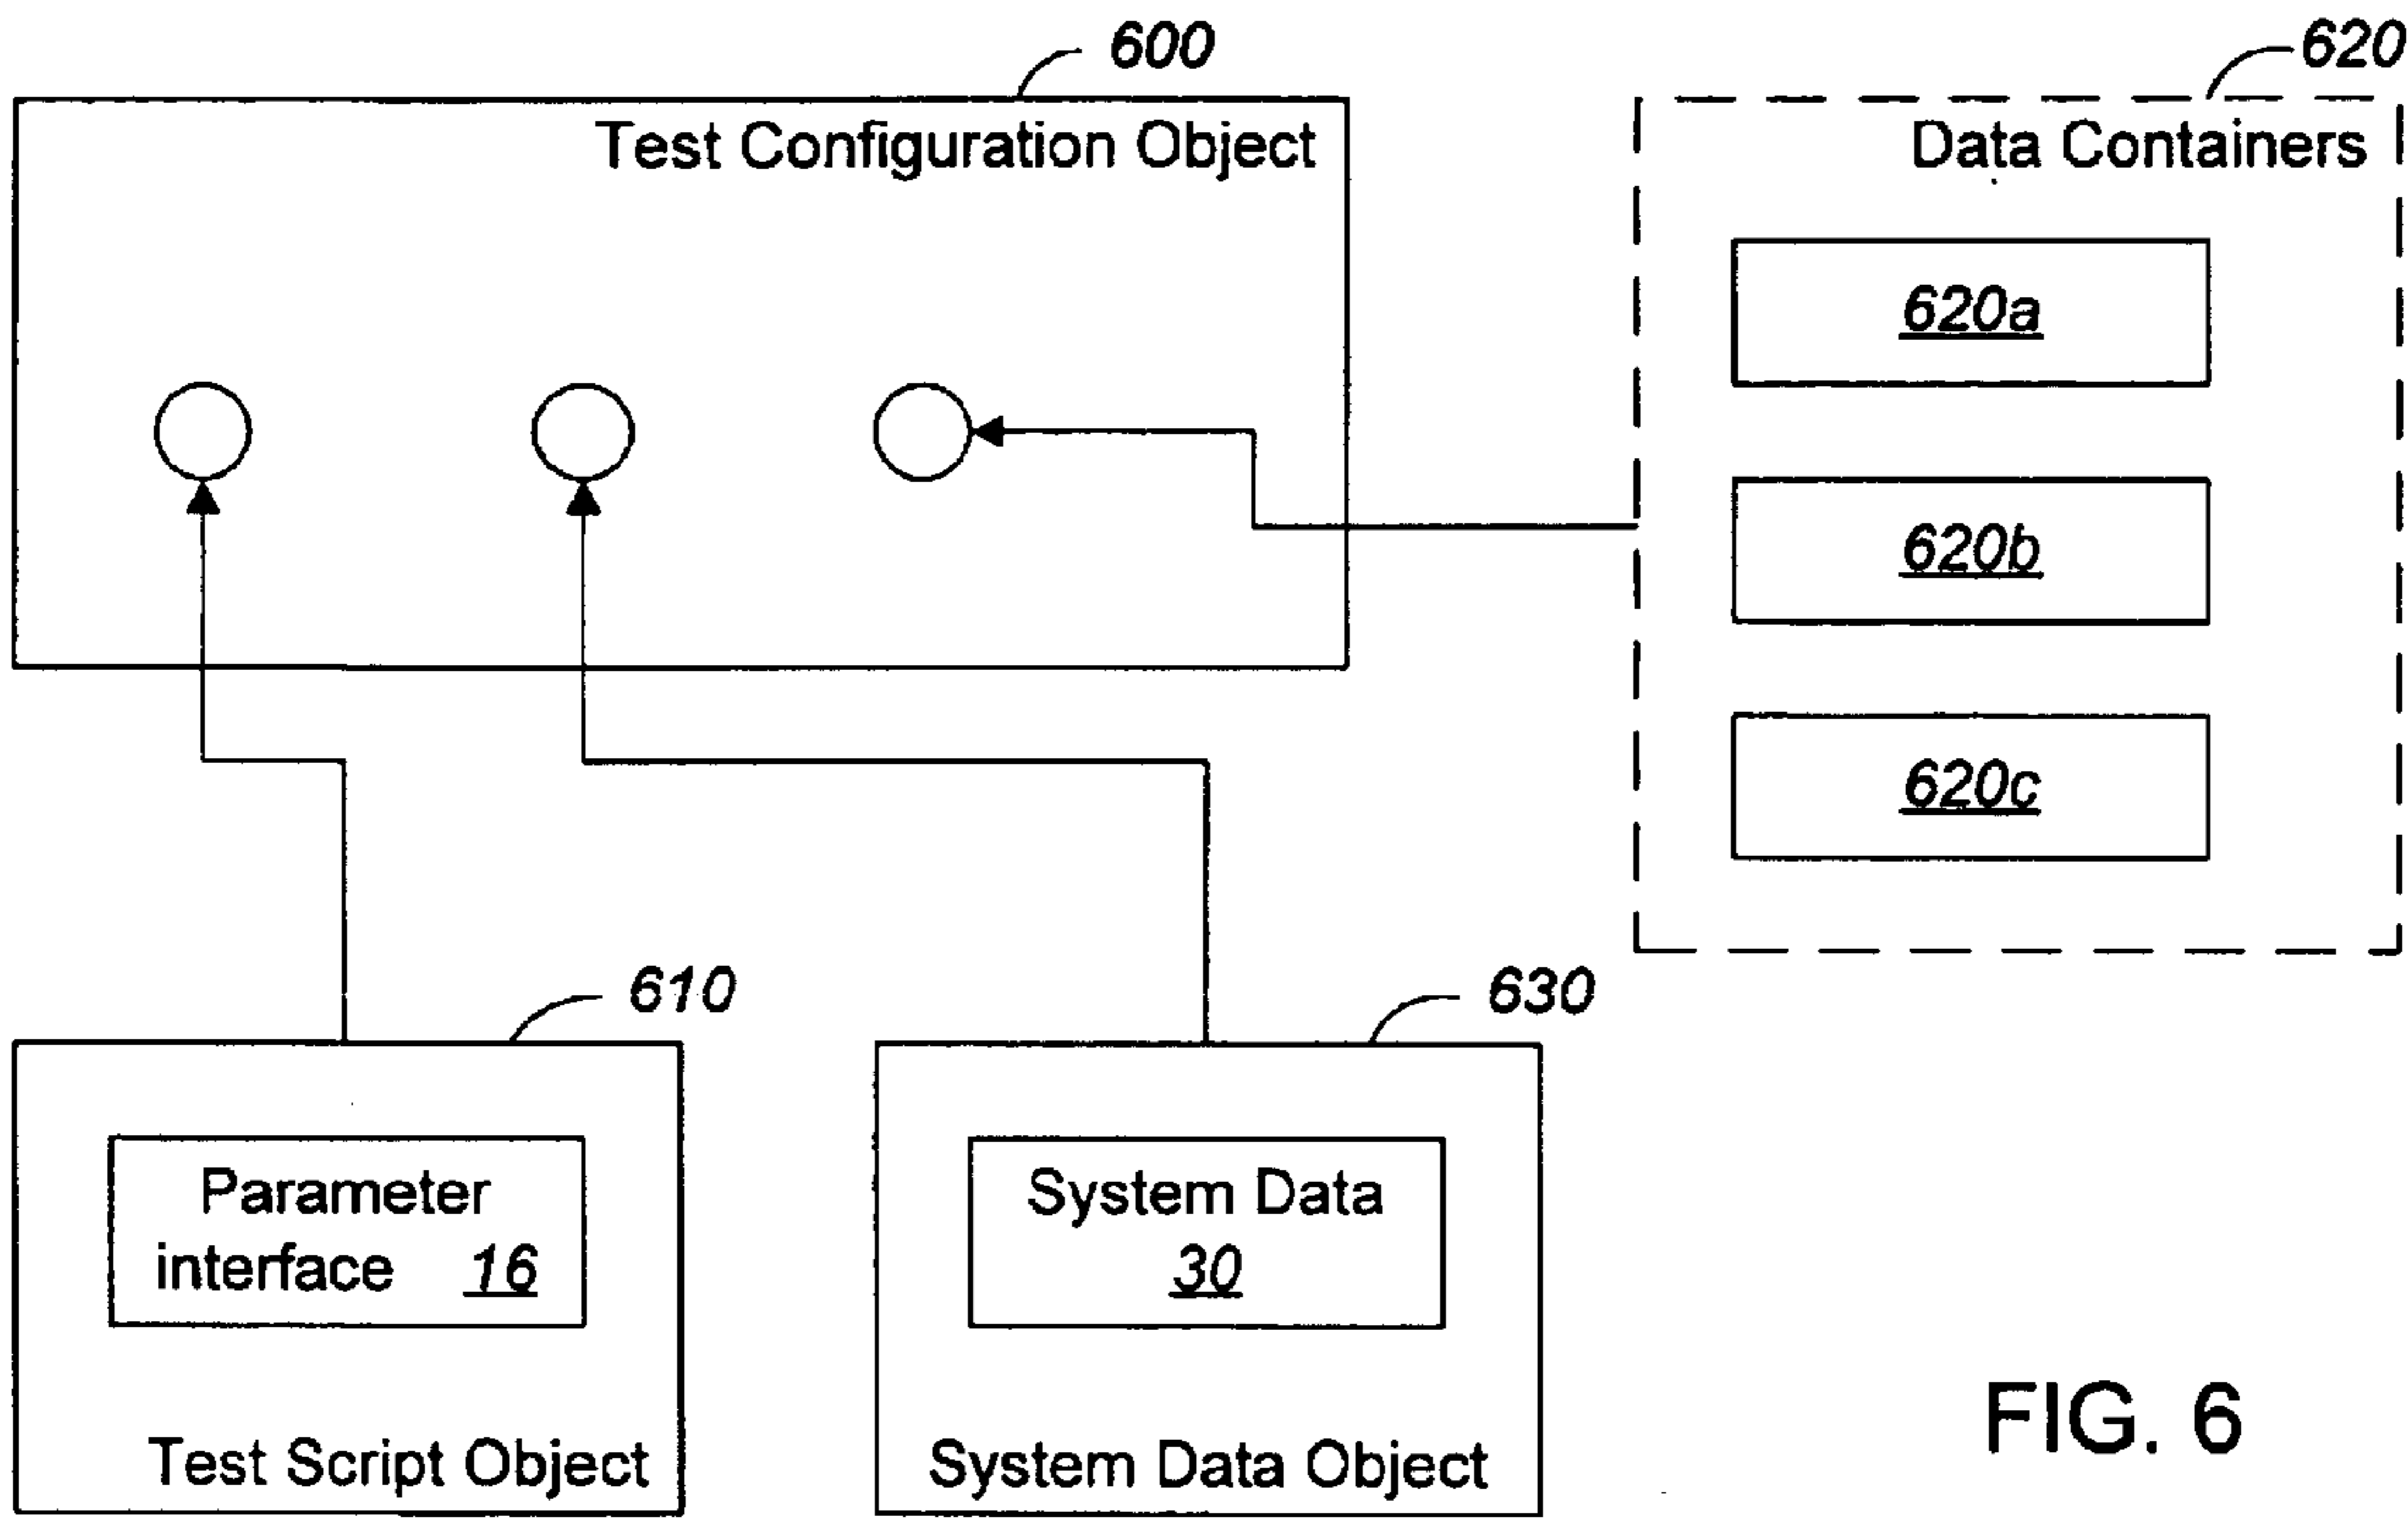 600
620
Test Configuration Object
Data Containers
620a
620b
620c
610
630
Parameter
interface 16
System Data
30
Test Script Object
System Data Object
FIG. 6